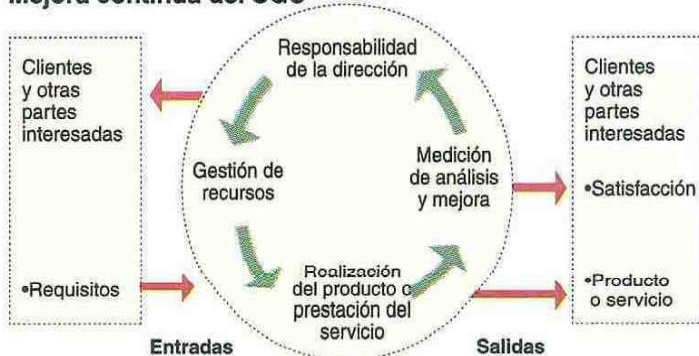 Mejora continua del SGC
Clientes
y otras
partes
interesadas
•Requisitos
Responsabilidad
de la dirección
Gestión de
recursos
Medición
de análisis
y mejora
Realización
del producto o
prestación del
servicio
Clientes
y otras
partes
interesadas
•Satisfacción
•Producto
o servicio
Entradas
Salidas